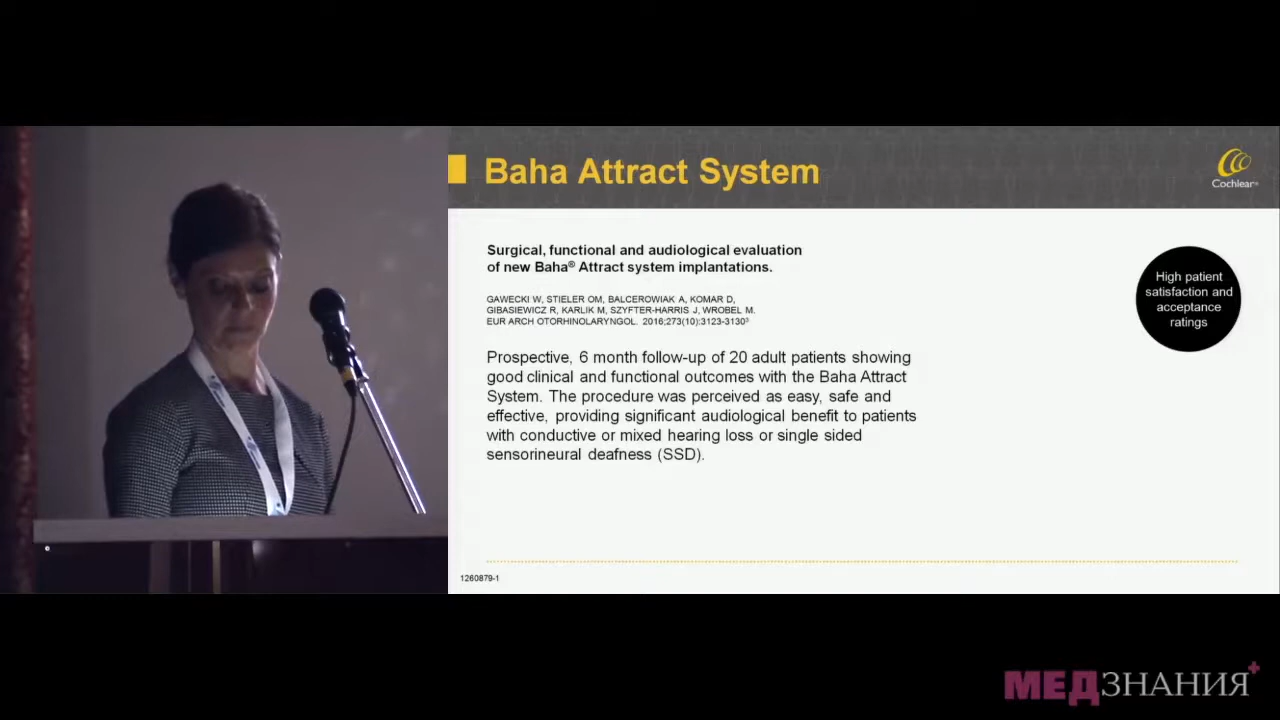 Baha Attract System
Cochlear®
Surgical, functional and audiological evaluation
of new Baha® Attract system implantations.
GAWECKI W, STIELER OM, BALCEROWIAK A, KOMAR D,
GIBASIEWICZ R, KARLIK M, SZYFTER-HARRIS J, WROBEL M.
EUR ARCH OTORHINOLARYNGOL. 2016;273(10):3123-3130³
High patient
satisfaction and
acceptance
ratings
Prospective, 6 month follow-up of 20 adult patients showing
good clinical and functional outcomes with the Baha Attract
System. The procedure was perceived as easy, safe and
effective, providing significant audiological benefit to patients
with conductive or mixed hearing loss or single sided
sensorineural deafness (SSD).
1260879-1
МЕДЗНАНИЯ+